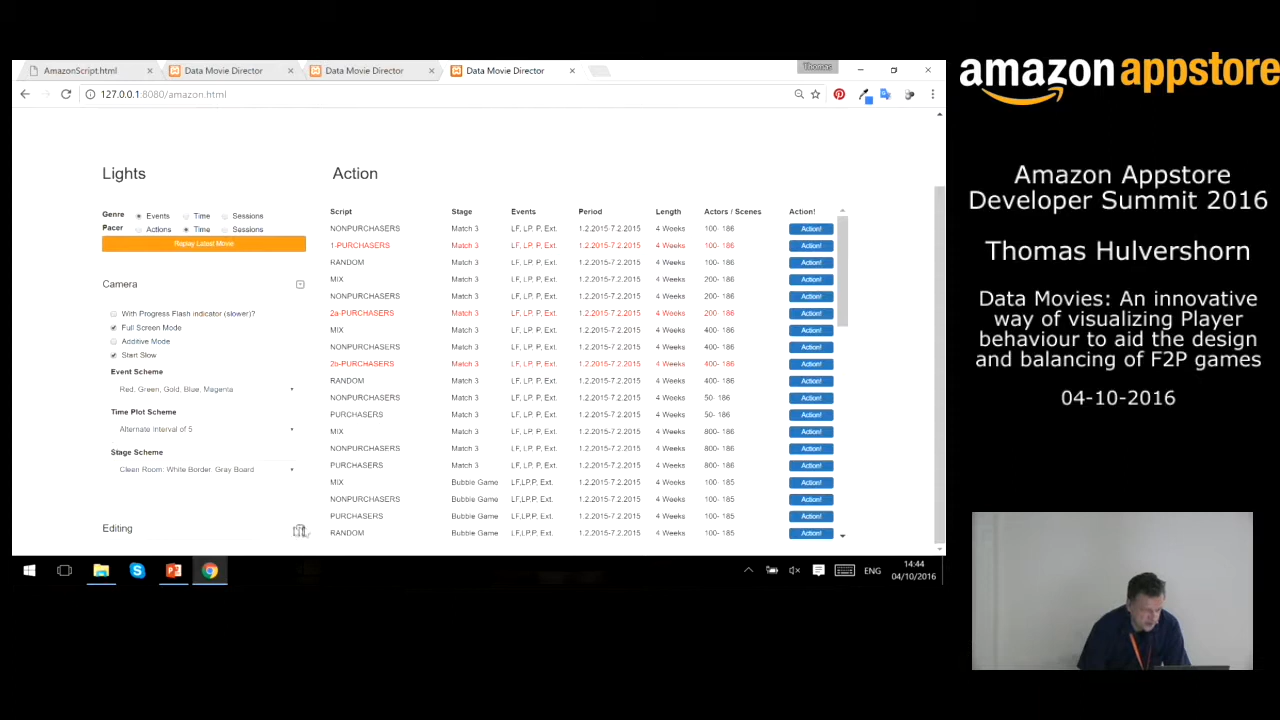 AmazonScript.html
Data Movie Director
Data Movie Director
Data Movie Director
Thomas
127.0.0.1:8080/amazon.html
Lights
Genre Events Time Sessions
Pacer Actions Time Sessions
Replay Latest Movie
Camera
With Progress Flash indicator (slower)?
Full Screen Mode
Additive Mode
Start Slow
Event Scheme
Red, Green, Gold, Blue, Magenta
Time Plot Scheme
Alternate Interval of 5
Stage Scheme
Clean Room: White Border: Gray Board
Editing
Action
Script Stage Events Period Length Actors / Scenes Action!
NONPURCHASERS Match 3 LF, LP, P, Ext. 1.2.2015-7.2.2015 4 Weeks 100- 186 Action!
1-PURCHASERS Match 3 LF, LP, P, Ext. 1.2.2015-7.2.2015 4 Weeks 100- 186 Action!
RANDOM Match 3 LF, LP, P, Ext. 1.2.2015-7.2.2015 4 Weeks 100- 186 Action!
MIX Match 3 LF, LP, P, Ext. 1.2.2015-7.2.2015 4 Weeks 200- 186 Action!
NONPURCHASERS Match 3 LF, LP, P, Ext. 1.2.2015-7.2.2015 4 Weeks 200- 186 Action!
2a-PURCHASERS Match 3 LF, LP, P, Ext. 1.2.2015-7.2.2015 4 Weeks 200- 186 Action!
MIX Match 3 LF, LP, P, Ext. 1.2.2015-7.2.2015 4 Weeks 400- 186 Action!
NONPURCHASERS Match 3 LF, LP, P, Ext. 1.2.2015-7.2.2015 4 Weeks 400- 186 Action!
2b-PURCHASERS Match 3 LF, LP, P, Ext. 1.2.2015-7.2.2015 4 Weeks 400- 186 Action!
RANDOM Match 3 LF, LP, P, Ext. 1.2.2015-7.2.2015 4 Weeks 400- 186 Action!
NONPURCHASERS Match 3 LF, LP, P, Ext. 1.2.2015-7.2.2015 4 Weeks 50- 186 Action!
PURCHASERS Match 3 LF, LP, P, Ext. 1.2.2015-7.2.2015 4 Weeks 50- 186 Action!
MIX Match 3 LF, LP, P, Ext. 1.2.2015-7.2.2015 4 Weeks 800- 186 Action!
NONPURCHASERS Match 3 LF, LP, P, Ext. 1.2.2015-7.2.2015 4 Weeks 800- 186 Action!
PURCHASERS Match 3 LF, LP, P, Ext. 1.2.2015-7.2.2015 4 Weeks 800- 186 Action!
MIX Bubble Game LF,LP,P, Ext. 1.2.2015-7.2.2015 4 Weeks 100- 185 Action!
NONPURCHASERS Bubble Game LF,LP,P, Ext. 1.2.2015-7.2.2015 4 Weeks 100- 185 Action!
PURCHASERS Bubble Game LF,LP,P, Ext. 1.2.2015-7.2.2015 4 Weeks 100- 185 Action!
RANDOM Bubble Game LF,LP,P, Ext. 1.2.2015-7.2.2015 4 Weeks 100- 185 Action!
ENG
14:44
04/10/2016
amazon appstore
Amazon Appstore
Developer Summit 2016
Thomas Hulvershorn
Data Movies: An innovative
way of visualizing Player
behaviour to aid the design
and balancing of F2P games
04-10-2016